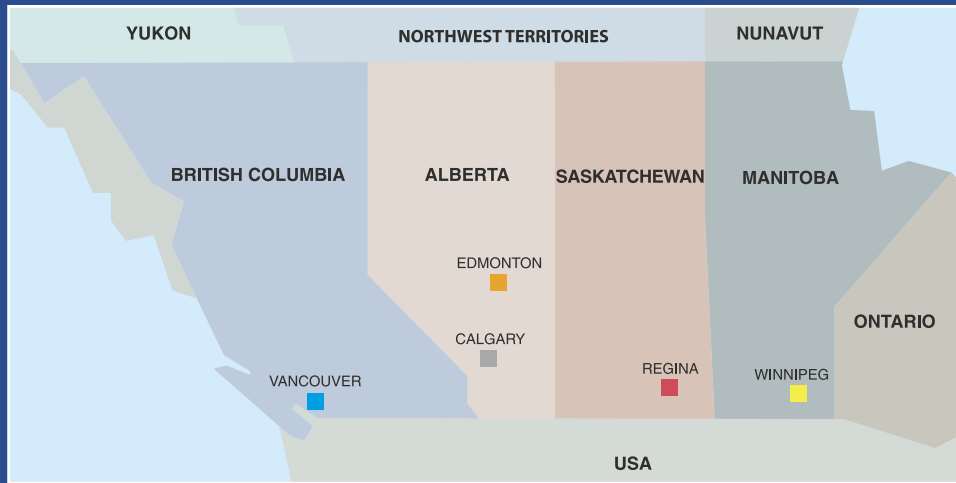 YUKON
NORTHWEST TERRITORIES
NUNAVUT
BRITISH COLUMBIA
ALBERTA
SASKATCHEWAN
MANITOBA
EDMONTON
ONTARIO
CALGARY
REGINA
WINNIPEG
VANCOUVER
USA